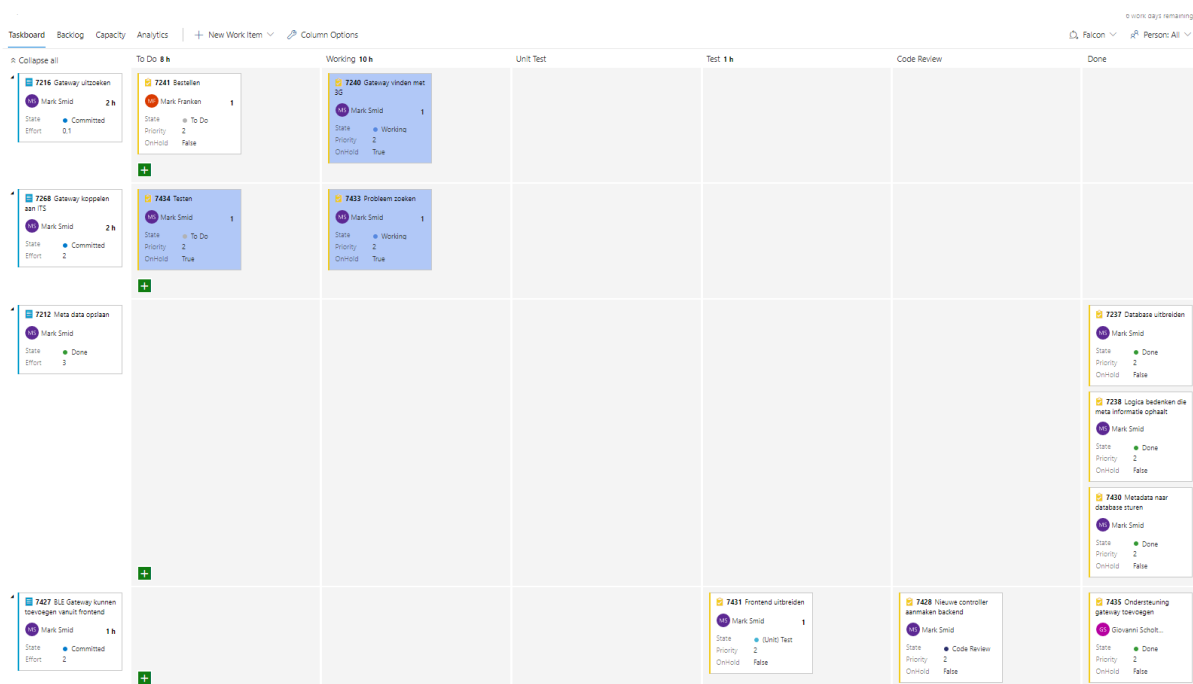 0 work days remaining
Taskboard Backlog Capacity Analytics New Work Item Column Options Falcon Person: All
Collapse all To Do 8 h Working 10 h Unit Test Test 1 h Code Review Done
7216 Gateway uitzoeken
MS Mark Smid 2 h
State Committed
Effort 0.1
7241 Bestellen
MF Mark Franken 1
State To Do
Priority 2
OnHold False
7240 Gateway vinden met
3G
MS Mark Smid 1
State Working
Priority 2
OnHold True
7268 Gateway koppelen
aan ITS
MS Mark Smid 2 h
State Committed
Effort 2
7434 Testen
MS Mark Smid 1
State To Do
Priority 2
OnHold True
7433 Probleem zoeken
MS Mark Smid 1
State Working
Priority 2
OnHold True
7212 Meta data opslaan
MS Mark Smid
State Done
Effort 3
7237 Database uitbreiden
MS Mark Smid
State Done
Priority 2
OnHold False
7238 Logica bedenken die
meta informatie ophaalt
MS Mark Smid
State Done
Priority 2
OnHold False
7430 Metadata naar
database sturen
MS Mark Smid
State Done
Priority 2
OnHold False
7427 BLE Gateway kunnen
toevoegen vanuit frontend
MS Mark Smid 1 h
State Committed
Effort 2
7431 Frontend uitbreiden
MS Mark Smid 1
State (Unit) Test
Priority 2
OnHold False
7428 Nieuwe controller
aanmaken backend
MS Mark Smid
State Code Review
Priority 2
OnHold False
7435 Ondersteuning
gateway toevoegen
GS Giovanni Scholt...
State Done
Priority 2
OnHold False